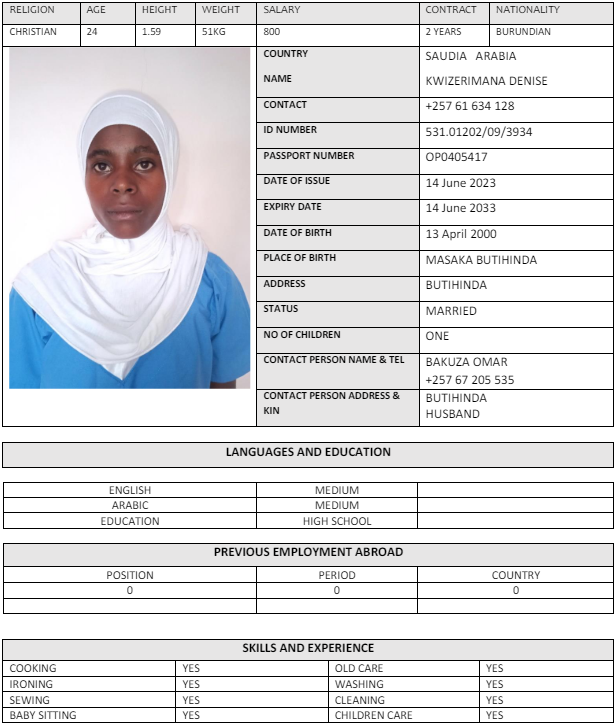 RELIGION AGE HEIGHT WEIGHT SALARY CONTRACT NATIONALITY
CHRISTIAN 24 1.59 51KG 800 2 YEARS BURUNDIAN
COUNTRY SAUDIA ARABIA
NAME KWIZERIMANA DENISE
CONTACT +257 61 634 128
ID NUMBER 531.01202/09/3934
PASSPORT NUMBER OP0405417
DATE OF ISSUE 14 June 2023
EXPIRY DATE 14 June 2033
DATE OF BIRTH 13 April 2000
PLACE OF BIRTH MASAKA BUTIHINDA
ADDRESS BUTIHINDA
STATUS MARRIED
NO OF CHILDREN ONE
CONTACT PERSON NAME & TEL BAKUZA OMAR
+257 67 205 535
CONTACT PERSON ADDRESS & BUTIHINDA
KIN HUSBAND
LANGUAGES AND EDUCATION
ENGLISH MEDIUM
ARABIC MEDIUM
EDUCATION HIGH SCHOOL
PREVIOUS EMPLOYMENT ABROAD
POSITION PERIOD COUNTRY
0 0 0
SKILLS AND EXPERIENCE
COOKING YES OLD CARE YES
IRONING YES WASHING YES
SEWING YES CLEANING YES
BABY SITTING YES CHILDREN CARE YES